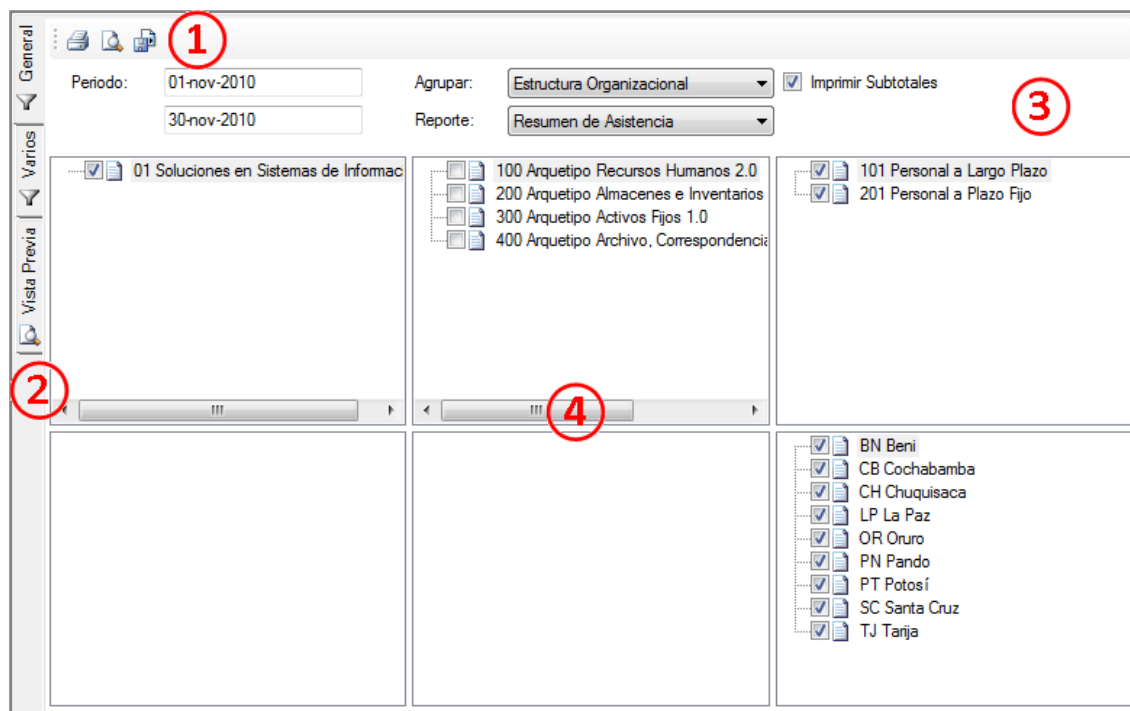 1
General
Periodo: 01-nov-2010 Agrupar: Estructura Organizacional Imprimir Subtotales
3
30-nov-2010 Reporte: Resumen de Asistencia
Varios
01 Soluciones en Sistemas de Informac
100 Arquetipo Recursos Humanos 2.0
200 Arquetipo Almacenes e Inventarios
300 Arquetipo Activos Fijos 1.0
400 Arquetipo Archivo, Correspondencia
101 Personal a Largo Plazo
201 Personal a Plazo Fijo
Vista Previa
2
4
BN Beni
CB Cochabamba
CH Chuquisaca
LP La Paz
OR Oruro
PN Pando
PT Potosí
SC Santa Cruz
TJ Tarija